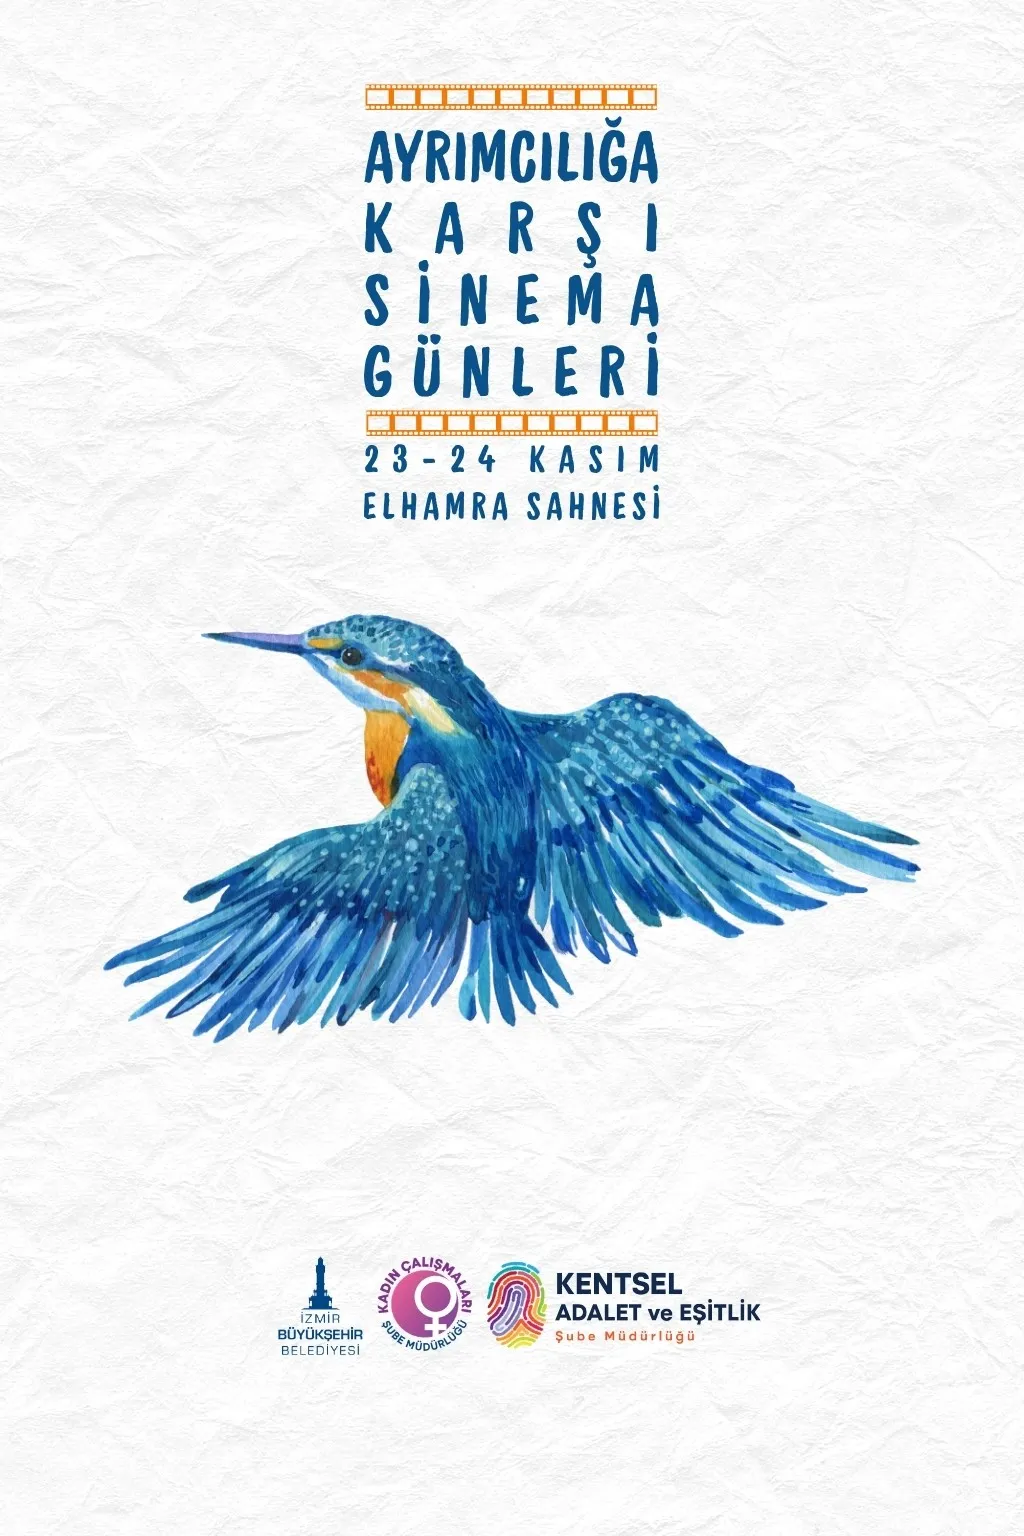 AYRIMCILIĞA
KARŞI
SİNEMA
GÜNLERİ
23-24 KASIM
ELHAMRA SAHNESİ
İZMİR
BÜYÜKŞEHİR
BELEDİYESİ
KADIN ÇALIŞMALARI
ŞUBE MÜDÜRLÜĞÜ
KENTSEL
ADALET ve EŞİTLİK
Şube Müdürlüğü